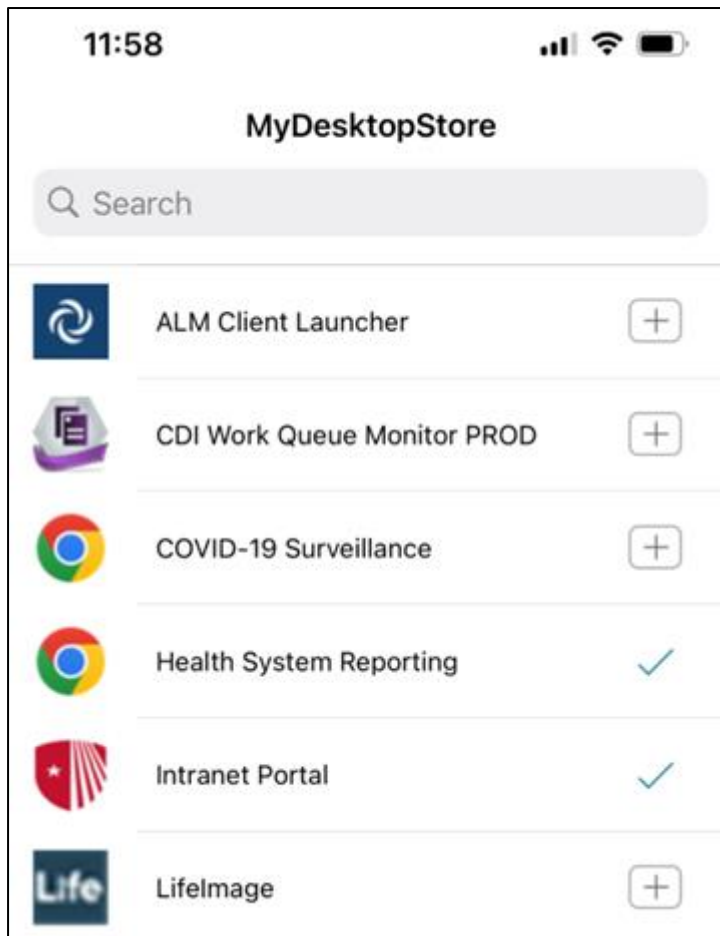 11:58
MyDesktopStore
Search
ALM Client Launcher
CDI Work Queue Monitor PROD
COVID-19 Surveillance
Health System Reporting
Intranet Portal
Life
LifeImage